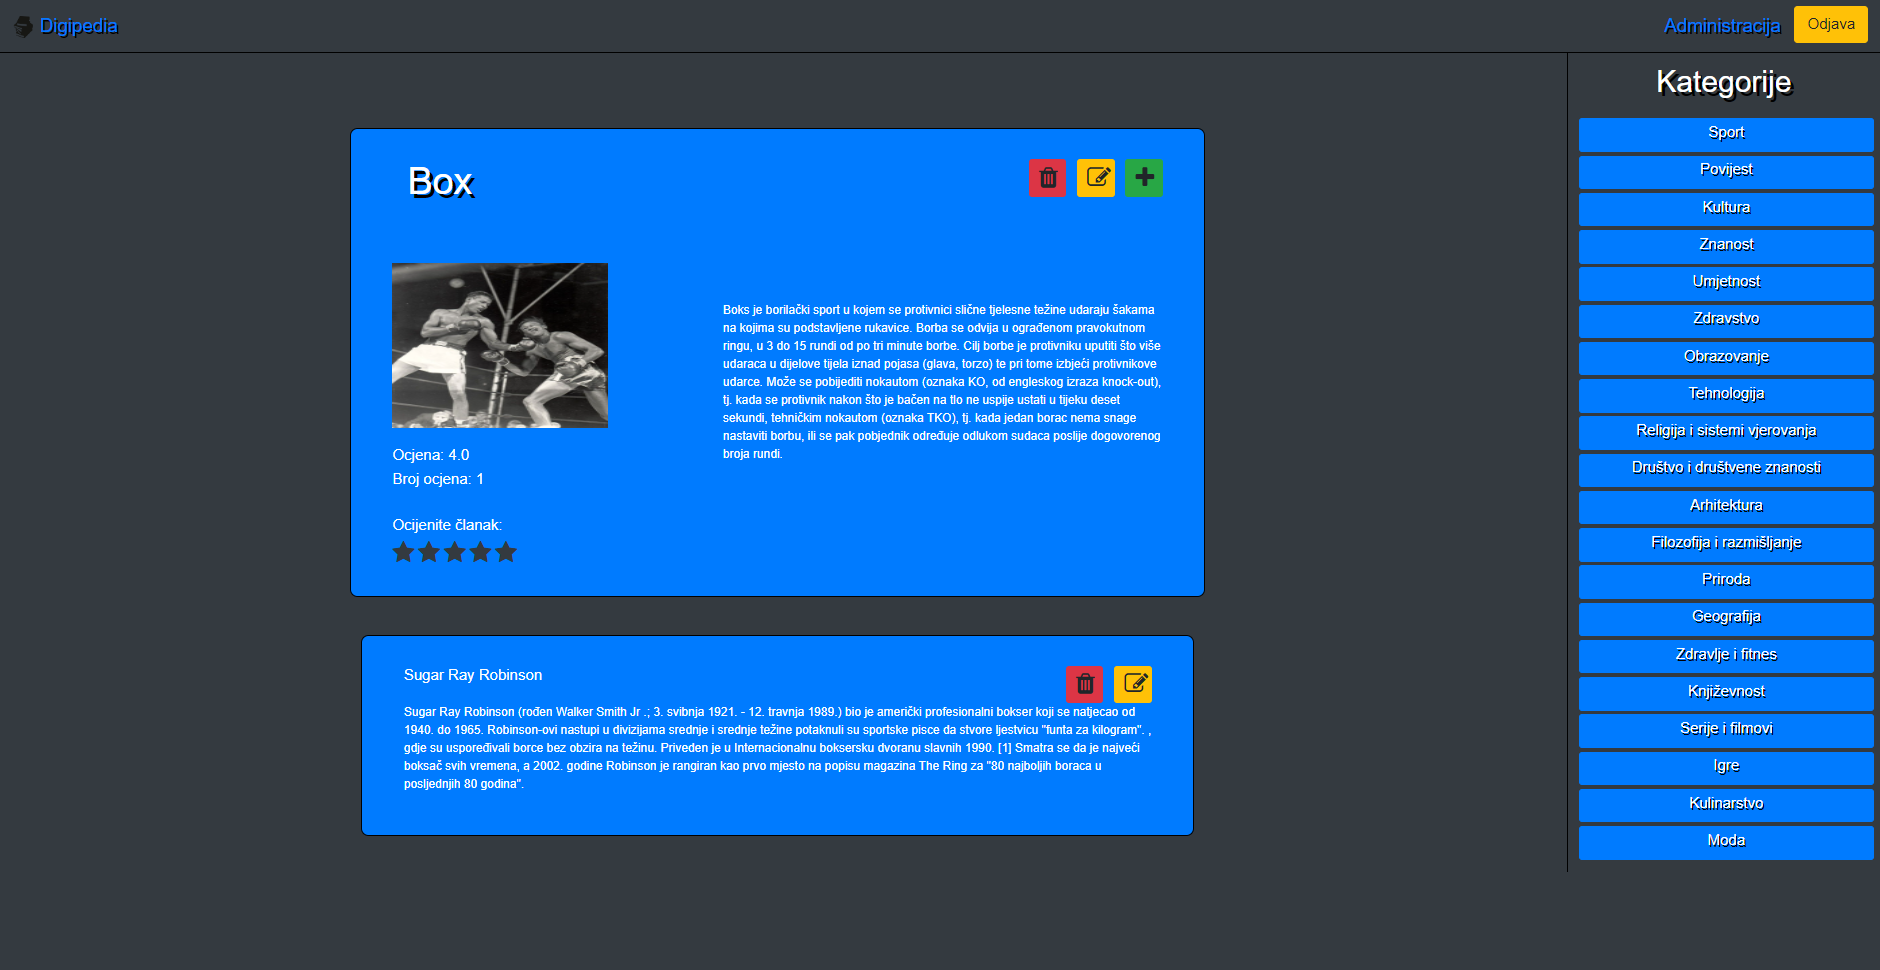 Digipedia
Administracija
Odjava
Box
Boks je borilački sport u kojem se protivnici slične tjelesne težine udaraju šakama
na kojima su podstavljene rukavice. Borba se odvija u ograđenom pravokutnom
ringu, u 3 do 15 rundi od po tri minute borbe. Cilj borbe je protivniku uputiti što više
udaraca u dijelove tijela iznad pojasa (glava, torzo) te pri tome izbjeći protivnikove
udarce. Može se pobijediti nokautom (oznaka KO, od engleskog izraza knock-out),
tj. kada se protivnik nakon što je bačen na tlo ne uspije ustati u tijeku deset
sekundi, tehničkim nokautom (oznaka TKO), tj. kada jedan borac nema snage
nastaviti borbu, ili se pak pobjednik određuje odlukom sudaca poslije dogovorenog
broja rundi.
Ocjena: 4.0
Broj ocjena: 1
Ocijenite članak:
Sugar Ray Robinson
Sugar Ray Robinson (rođen Walker Smith Jr .; 3. svibnja 1921. - 12. travnja 1989.) bio je američki profesionalni bokser koji se natjecao od
1940. do 1965. Robinson-ovi nastupi u divizijama srednje i srednje težine potaknuli su sportske pisce da stvore ljestvicu "funta za kilogram". ,
gdje su uspoređivali borce bez obzira na težinu. Priveden je u Internacionalnu boksersku dvoranu slavnih 1990. [1] Smatra se da je najveći
boksač svih vremena, a 2002. godine Robinson je rangiran kao prvo mjesto na popisu magazina The Ring za "80 najboljih boraca u
posljednjih 80 godina".
Kategorije
Sport
Povijest
Kultura
Znanost
Umjetnost
Zdravstvo
Obrazovanje
Tehnologija
Religija i sistemi vjerovanja
Društvo i društvene znanosti
Arhitektura
Filozofija i razmišljanje
Priroda
Geografija
Zdravlje i fitnes
Književnost
Serije i filmovi
Igre
Kulinarstvo
Moda